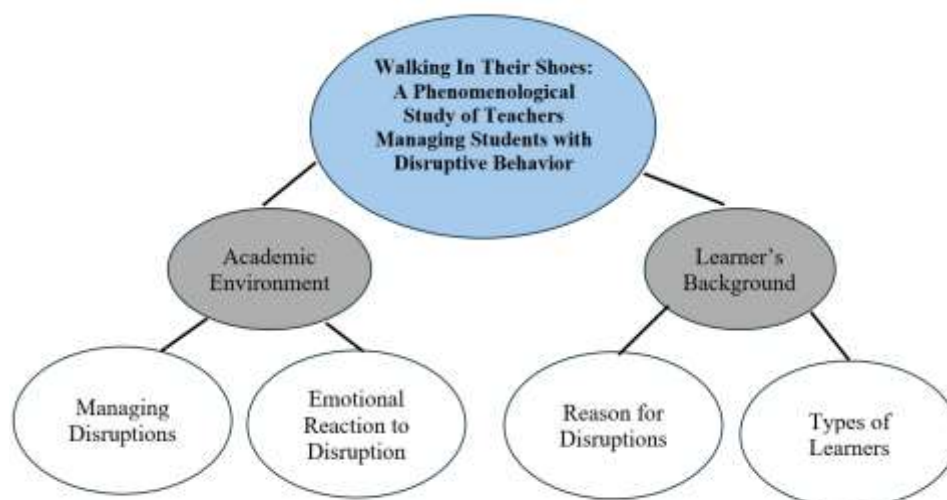 Walking In Their Shoes:
A Phenomenological
Study of Teachers
Managing Students with
Disruptive Behavior
Academic
Environment
Learner's
Background
Managing
Disruptions
Emotional
Reaction to
Disruption
Reason for
Disruptions
Types of
Learners